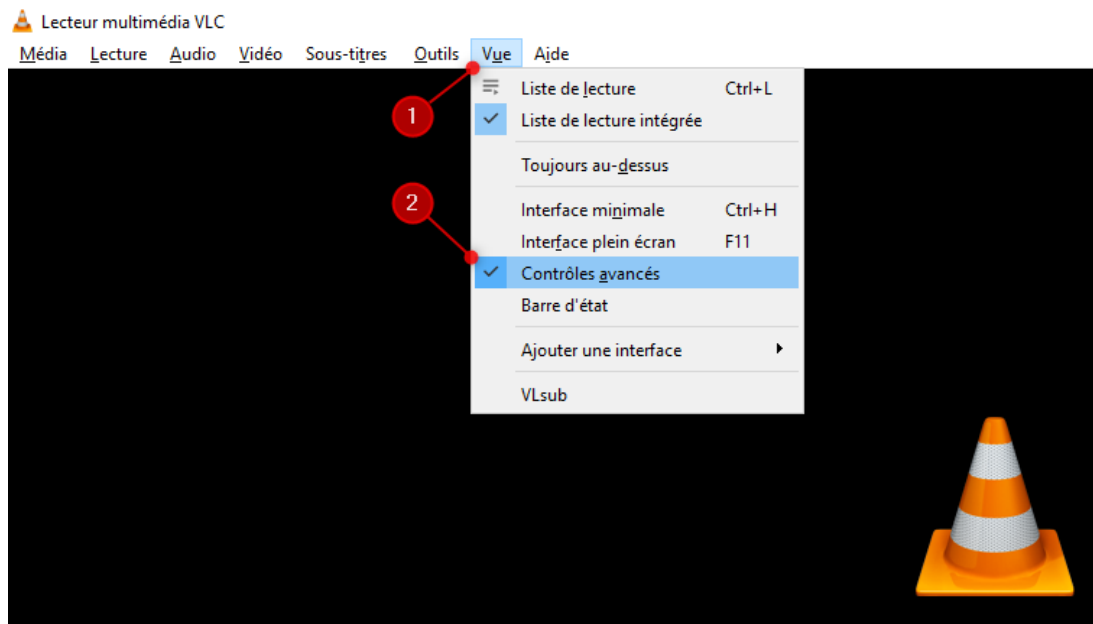 Lecteur multimédia VLC
Média Lecture Audio Vidéo Sous-titres Outils Vue Aide
1
Liste de lecture Ctrl+L
Liste de lecture intégrée
Toujours au-dessus
2
Interface minimale Ctrl+H
Interface plein écran F11
Contrôles avancés
Barre d'état
Ajouter une interface
VLsub